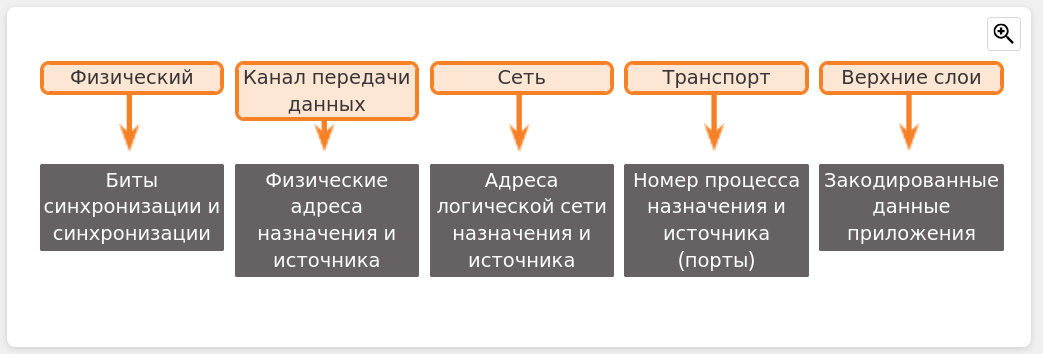 Физический
Канал передачи
данных
Сеть
Транспорт
Верхние слои
Биты
синхронизации и
синхронизации
Физические
адреса
назначения и
источника
Адреса
логической сети
назначения и
источника
Номер процесса
назначения и
источника
(порты)
Закодированные
данные
приложения